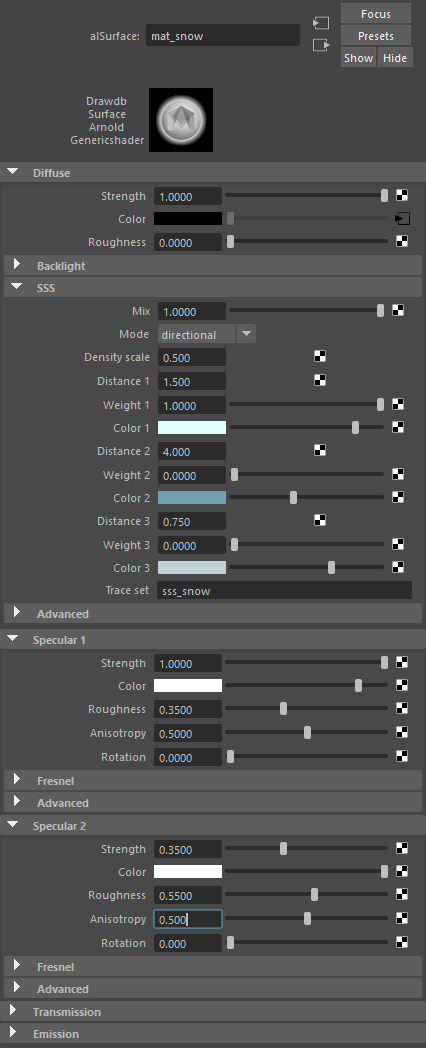 Focus
alSurface: mat_snow
Presets
Show Hide
Drawdb
Surface
Arnold
Genericshader
Diffuse
Strength 1.0000
Color
Roughness 0.0000
Backlight
SSS
Mix 1.0000
Mode directional
Density scale 0.500
Distance 1 1.500
Weight 1 1.0000
Color 1
Distance 2 4.000
Weight 2 0.0000
Color 2
Distance 3 0.750
Weight 3 0.0000
Color 3
Trace set sss_snow
Advanced
Specular 1
Strength 1.0000
Color
Roughness 0.3500
Anisotropy 0.5000
Rotation 0.0000
Fresnel
Advanced
Specular 2
Strength 0.3500
Color
Roughness 0.5500
Anisotropy 0.500
Rotation 0.000
Fresnel
Advanced
Transmission
Emission